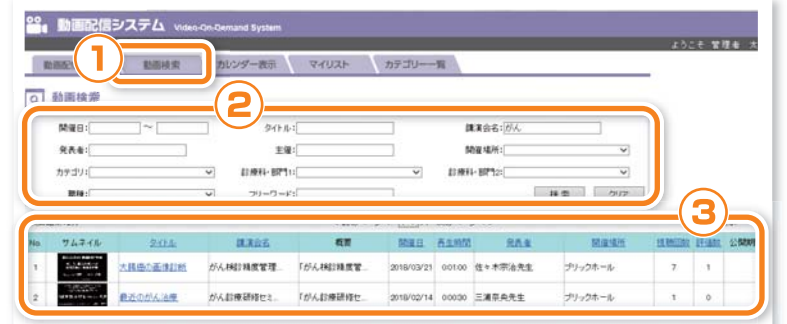 動画配信システム Video-On-Demand System
ようこそ 管理者 大
①
動画検索 カレンダー表示 マイリスト カテゴリー一覧
動画検索
②
開催日: ～ タイトル: 講演会名: がん
発表者: 主催: 開催場所:
カテゴリ: 診療科・部門1: 診療科・部門2:
職種: フリーワード: 検索 クリア
③
No. サムネイル タイトル 講演会名 概要 開催日 再生時間 発表者 開催場所 視聴回数 評価数 公開期
1 大腸癌の画像診断 がん検診精度管理... 「がん検診精度管... 2018/03/21 00:01:00 佐々木宗治先生 ブリックホール 7 1
2 最近のがん治療 がん診療研修セミ... 「がん診療研修セ... 2018/02/14 00:00:30 三浦奈央先生 ブリックホール 1 0